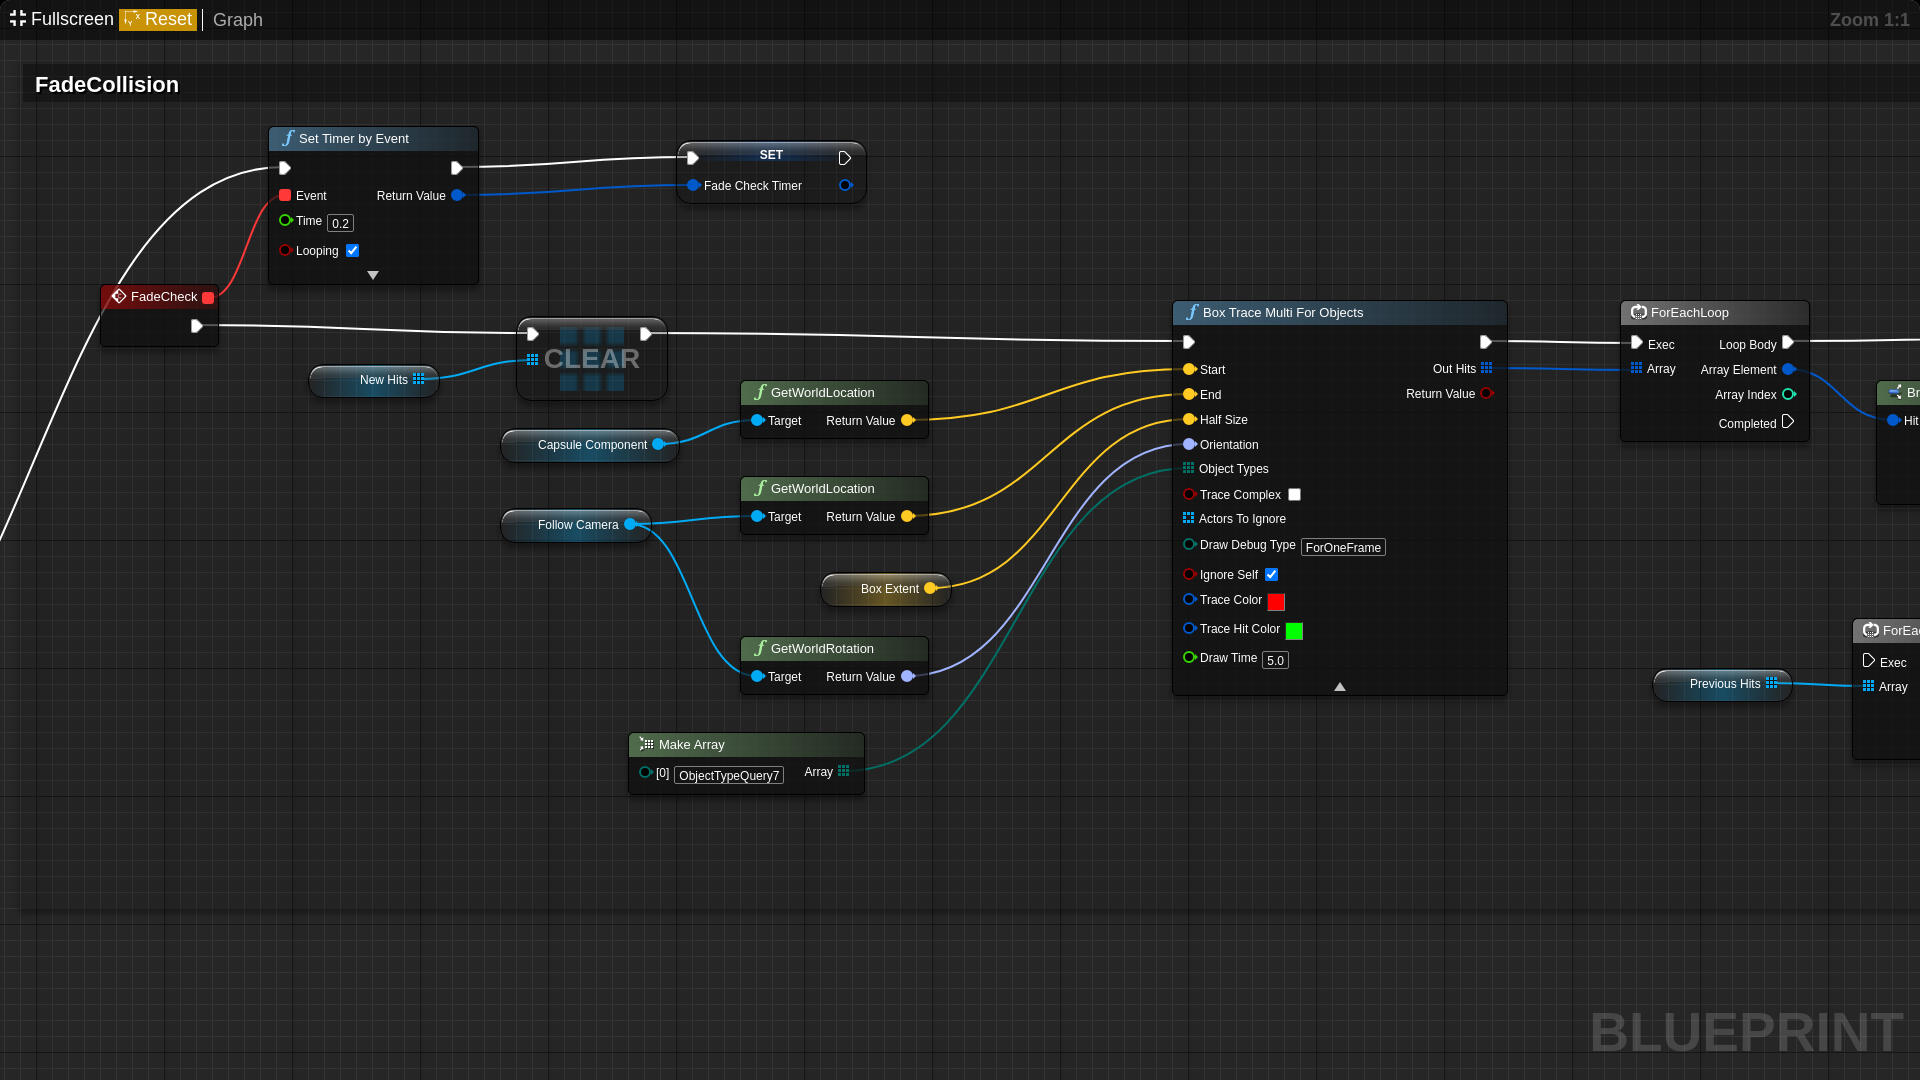 Fullscreen Reset Graph Zoom 1:1
FadeCollision
Set Timer by Event
Event Return Value
Time 0.2
Looping
SET
Fade Check Timer
FadeCheck
New Hits
CLEAR
Capsule Component
GetWorldLocation
Target Return Value
Follow Camera
GetWorldLocation
Target Return Value
Box Extent
GetWorldRotation
Target Return Value
Make Array
[0] ObjectTypeQuery7 Array
Box Trace Multi For Objects
Start Out Hits
End Return Value
Half Size
Orientation
Object Types
Trace Complex
Actors To Ignore
Draw Debug Type ForOneFrame
Ignore Self
Trace Color
Trace Hit Color
Draw Time 5.0
ForEachLoop
Exec Loop Body
Array Array Element
Array Index
Completed
Br
Hit
Previous Hits
ForEac
Exec
Array
BLUEPRINT